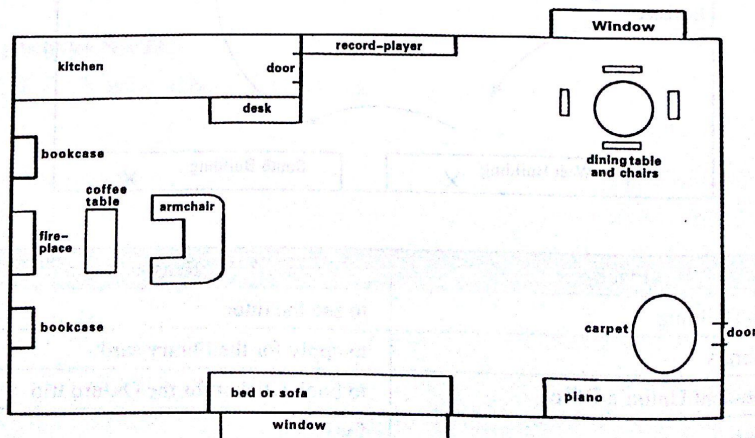 Window
record-player
kitchen
door
desk
bookcase
dining table
and chairs
coffee
table
armchair
fire-
place
bookcase
carpet
door
bed or sofa
piano
window